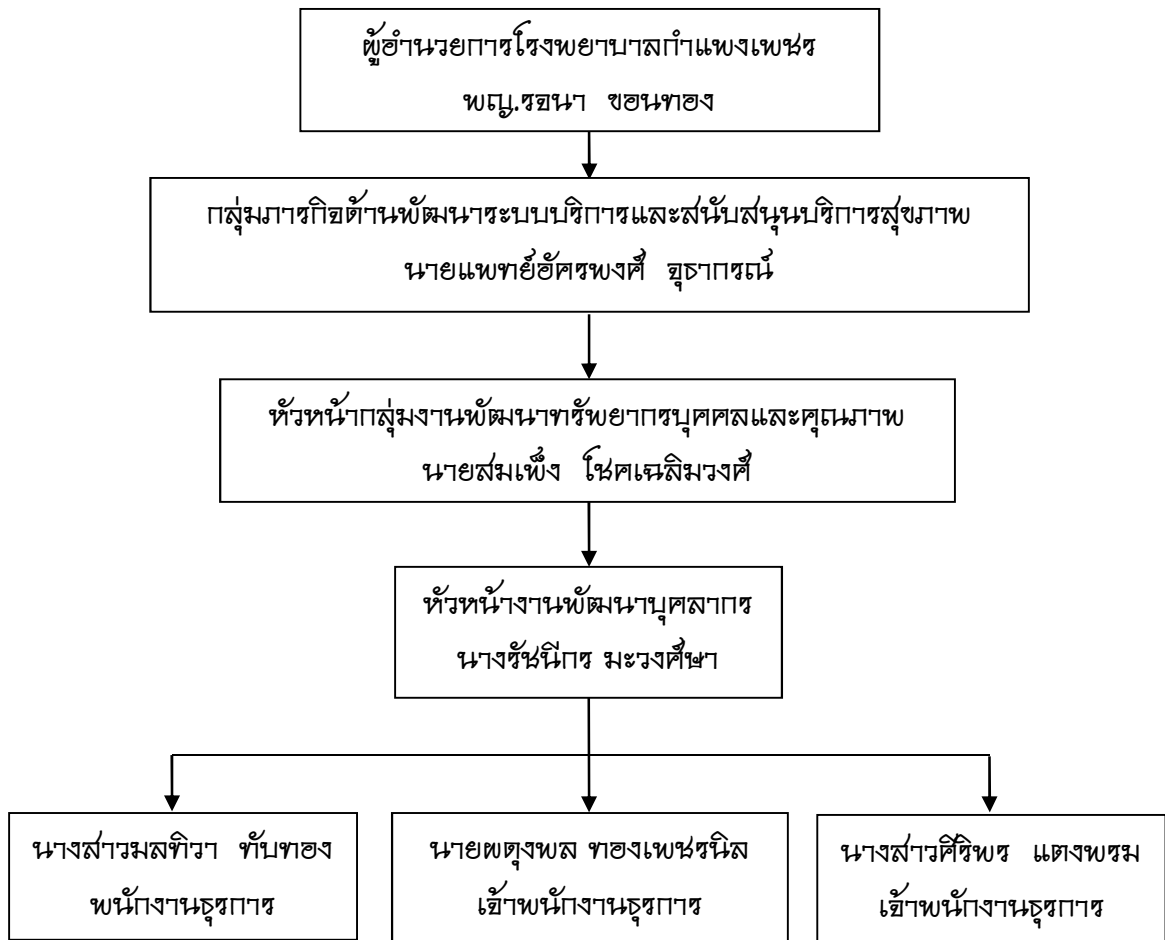 ผู้อำนวยการโรงพยาบาลกำแพงเพชร
พญ.รจนา ขอนทอง
กลุ่มภารกิจด้านพัฒนาระบบบริการและสนับสนุนบริการสุขภาพ
นายแพทย์อัครพงศ์ จุธากรณ์
หัวหน้ากลุ่มงานพัฒนาทรัพยากรบุคคลและคุณภาพ
นายสมเพ็ง โชคเฉลิมวงศ์
หัวหน้างานพัฒนาบุคลากร
นางรัชนีกร มะวงศ์ษา
นางสาวมลทิวา ทับทอง
พนักงานธุรการ
นายผดุงพล ทองเพชรนิล
เจ้าพนักงานธุรการ
นางสาวศิริพร แตงพรม
เจ้าพนักงานธุรการ